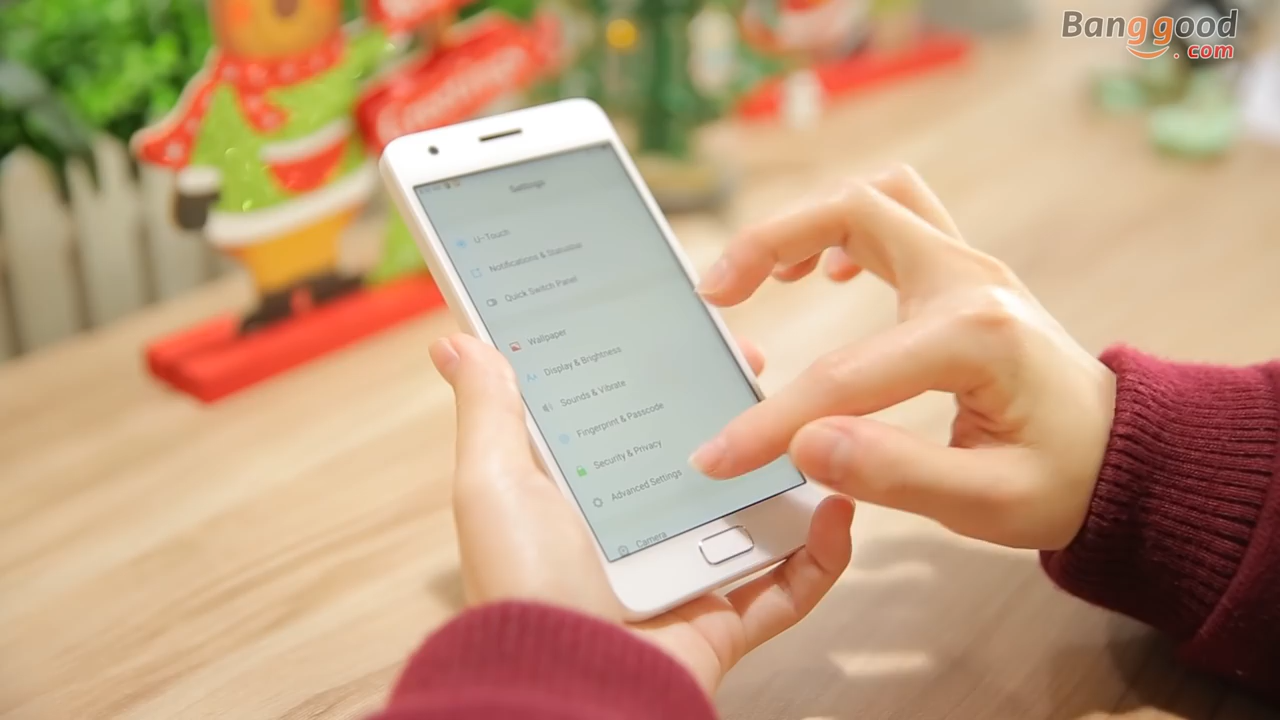 Banggood
.com
Settings
U-Touch
Notifications & Statusbar
Quick Switch Panel
Wallpaper
Display & Brightness
Sounds & Vibrate
Fingerprint & Passcode
Security & Privacy
Advanced Settings
Camera